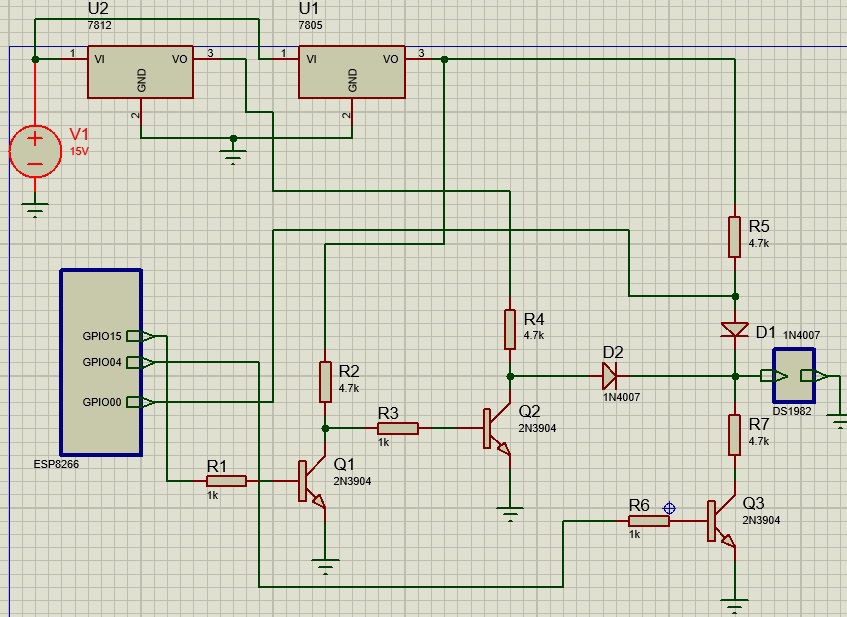 U2
7812
U1
7805
1
VI
VO
3
GND
2
1
VI
VO
3
GND
2
V1
15V
R5
4.7k
R4
4.7k
D1
1N4007
GPIO15
GPIO04
GPIO00
ESP8266
D2
1N4007
DS1982
R2
4.7k
R3
1k
Q2
2N3904
R7
4.7k
R1
1k
Q1
2N3904
R6
1k
Q3
2N3904